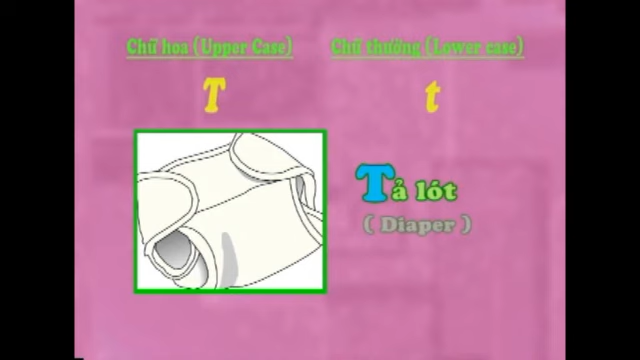 Chữ hoa (Upper Case) Chữ thường (Lower case)
T t
Tả lót
( Diaper )